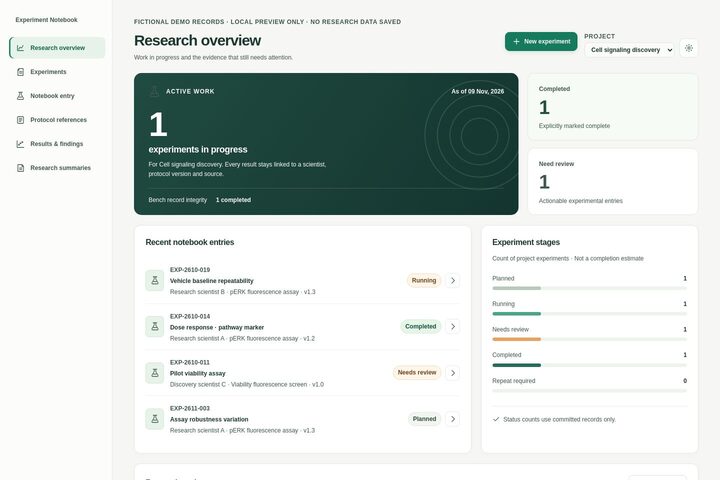 Experiment Notebook
Research overview
Experiments
Notebook entry
Protocol references
Results & findings
Research summaries
FICTIONAL DEMO RECORDS · LOCAL PREVIEW ONLY · NO RESEARCH DATA SAVED
Research overview
Work in progress and the evidence that still needs attention.
New experiment
PROJECT
Cell signaling discovery
ACTIVE WORK
As of 09 Nov, 2026
1
experiments in progress
For Cell signaling discovery. Every result stays linked to a scientist,
protocol version and source.
Bench record integrity 1 completed
Completed
1
Explicitly marked complete
Need review
1
Actionable experimental entries
Recent notebook entries
EXP-2610-019
Vehicle baseline repeatability
Research scientist B · pERK fluorescence assay · v1.3
Running
EXP-2610-014
Dose response · pathway marker
Research scientist A · pERK fluorescence assay · v1.2
Completed
EXP-2610-011
Pilot viability assay
Discovery scientist C · Viability fluorescence screen · v1.0
Needs review
EXP-2611-003
Assay robustness variation
Research scientist A · pERK fluorescence assay · v1.3
Planned
Experiment stages
Count of project experiments · Not a completion estimate
Planned 1
Running 1
Needs review 1
Completed 1
Repeat required 0
Status counts use committed records only.